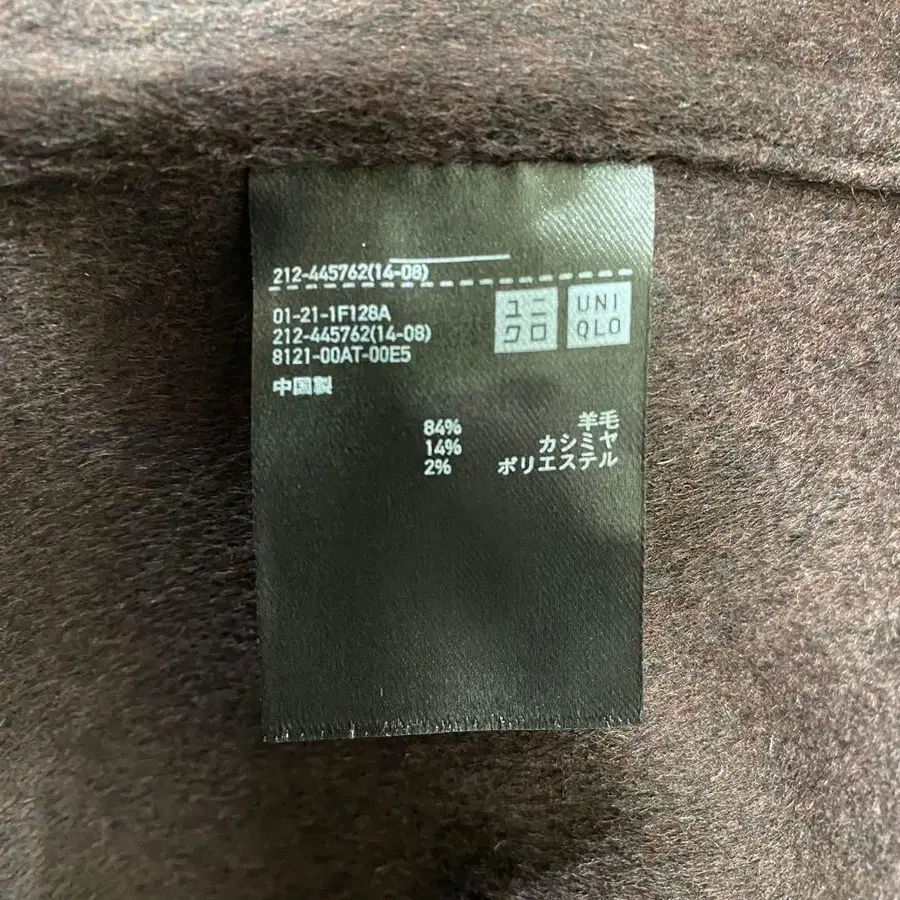 212-445762(14-08)
ユニ
クロ
UNI
QLO
01-21-1F128A
212-445762(14-08)
8121-00AT-00E5
中国製
84% 羊毛
14% カシミヤ
2% ポリエステル